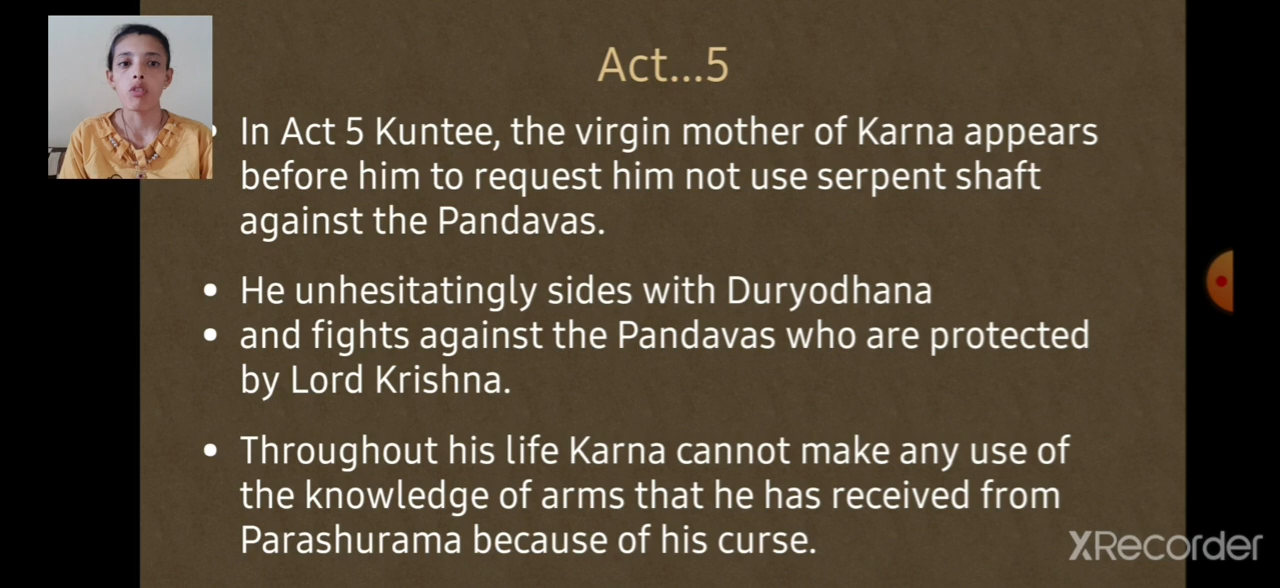 Act...5
In Act 5 Kuntee, the virgin mother of Karna appears
before him to request him not use serpent shaft
against the Pandavas.
• He unhesitatingly sides with Duryodhana
• and fights against the Pandavas who are protected
by Lord Krishna.
• Throughout his life Karna cannot make any use of
the knowledge of arms that he has received from
Parashurama because of his curse.
XRecorder